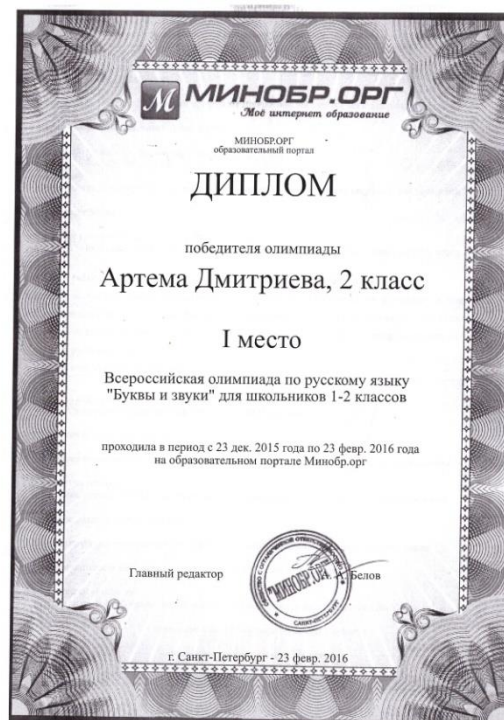 М МИНОБР.ОРГ
Моё интернет образование
МИНОБР.ОРГ
образовательный портал
ДИПЛОМ
победителя олимпиады
Артема Дмитриева, 2 класс
I место
Всероссийская олимпиада по русскому языку
"Буквы и звуки" для школьников 1-2 классов
проходила в период с 23 дек. 2015 года по 23 февр. 2016 года
на образовательном портале Минобр.орг
Главный редактор
Белов
"МИНОБР.ОРГ"
САНКТ-ПЕТЕРБУРГ
г. Санкт-Петербург - 23 февр. 2016